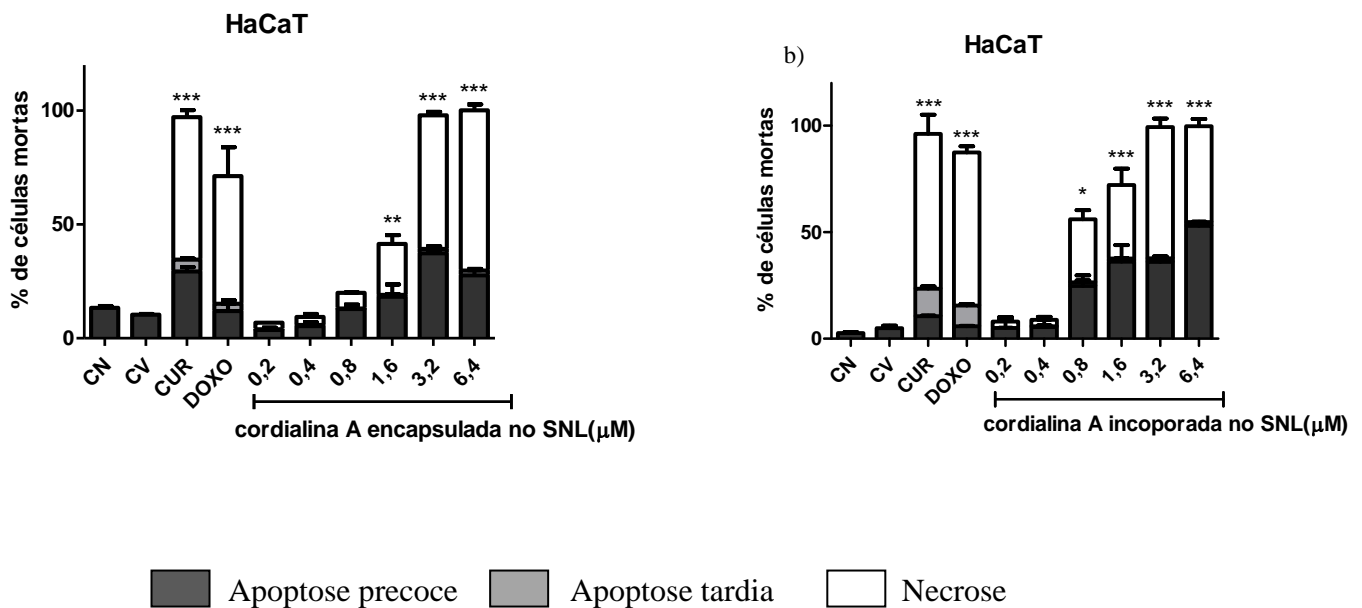 HaCaT
% de células mortas
100
50
0
***
***
**
***
***
CN
CV
CUR
DOXO
0,2
0,4
0,8
1,6
3,2
6,4
cordialina A encapsulada no SNL(μM)
b)
HaCaT
% de células mortas
100
50
0
***
***
*
***
***
***
CN
CV
CUR
DOXO
0,2
0,4
0,8
1,6
3,2
6,4
cordialina A incoporada no SNL(μM)
Apoptose precoce
Apoptose tardia
Necrose